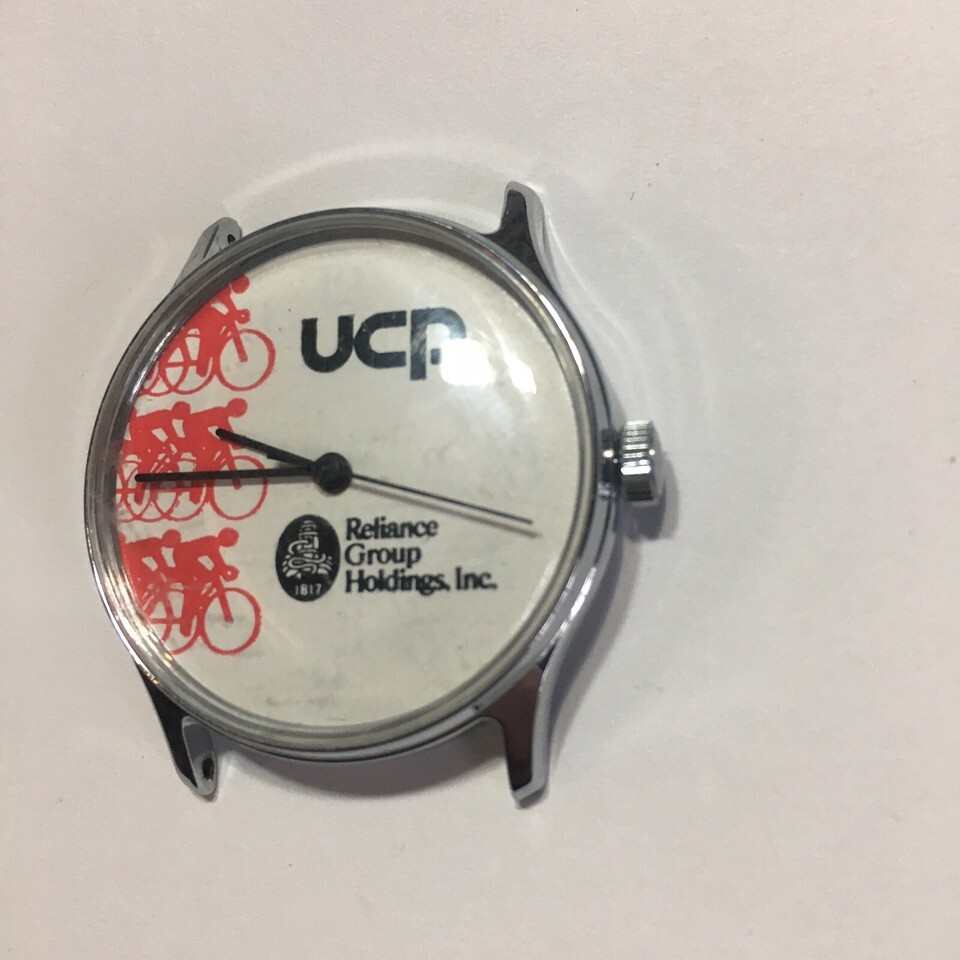 UCP
1817
Reliance
Group
Holdings, Inc.